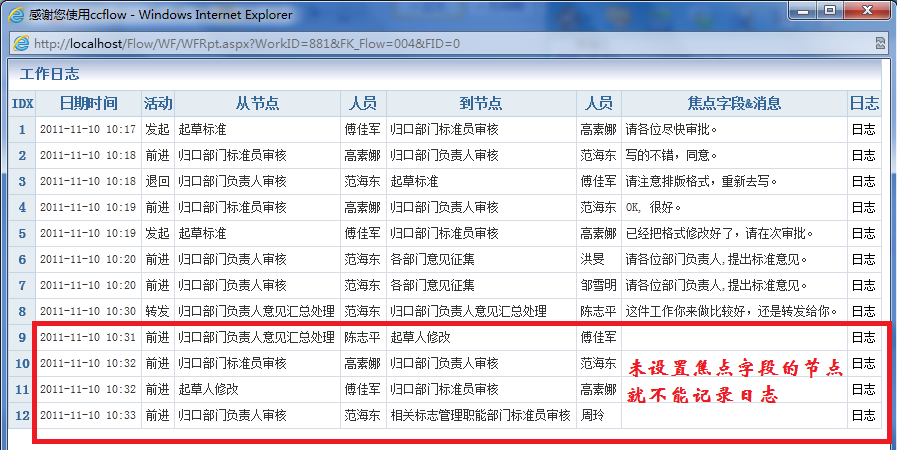 感谢您使用ccflow - Windows Internet Explorer
http://localhost/Flow/WF/WFRpt.aspx?WorkID=881&FK_Flow=004&FID=0
工作日志
IDX 日期时间 活动 从节点 人员 到节点 人员 焦点字段&消息 日志
1 2011-11-10 10:17 发起 起草标准 傅佳军 归口部门标准员审核 高素娜 请各位尽快审批。 日志
2 2011-11-10 10:18 前进 归口部门标准员审核 高素娜 归口部门负责人审核 范海东 写的不错，同意。 日志
3 2011-11-10 10:18 退回 归口部门负责人审核 范海东 起草标准 傅佳军 请注意排版格式，重新去写。 日志
4 2011-11-10 10:19 前进 归口部门标准员审核 高素娜 归口部门负责人审核 范海东 OK, 很好。 日志
5 2011-11-10 10:19 发起 起草标准 傅佳军 归口部门标准员审核 高素娜 已经把格式修改好了，请在次审批。 日志
6 2011-11-10 10:20 前进 归口部门负责人审核 范海东 各部门意见征集 洪旻 请各位部门负责人,提出标准意见。 日志
7 2011-11-10 10:20 前进 归口部门负责人审核 范海东 各部门意见征集 邹雪明 请各位部门负责人,提出标准意见。 日志
8 2011-11-10 10:30 转发 归口部门负责人意见汇总处理 范海东 归口部门负责人意见汇总处理 陈志平 这件工作你来做比较好，还是转发给你。 日志
9 2011-11-10 10:31 前进 归口部门负责人意见汇总处理 陈志平 起草人修改 傅佳军 日志
10 2011-11-10 10:32 前进 归口部门标准员审核 高素娜 归口部门负责人审核 范海东 日志
11 2011-11-10 10:32 前进 起草人修改 傅佳军 归口部门标准员审核 高素娜 日志
12 2011-11-10 10:33 前进 归口部门负责人审核 范海东 相关标志管理职能部门标准员审核 周玲 日志
未设置焦点字段的节点
就不能记录日志